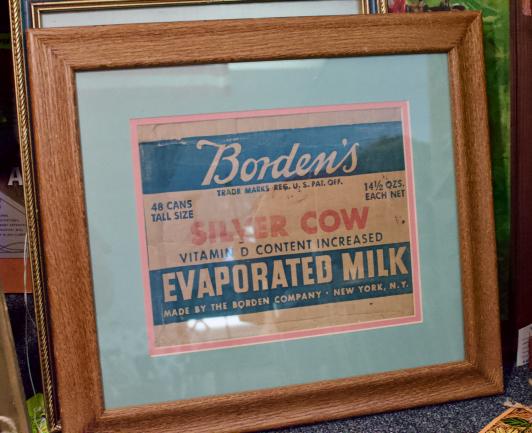 Borden's
TRADE MARKS REG. U.S. PAT. OFF.
48 CANS
TALL SIZE
14½ OZS.
EACH NET
SILVER COW
VITAMIN D CONTENT INCREASED
EVAPORATED MILK
MADE BY THE BORDEN COMPANY · NEW YORK, N.Y.